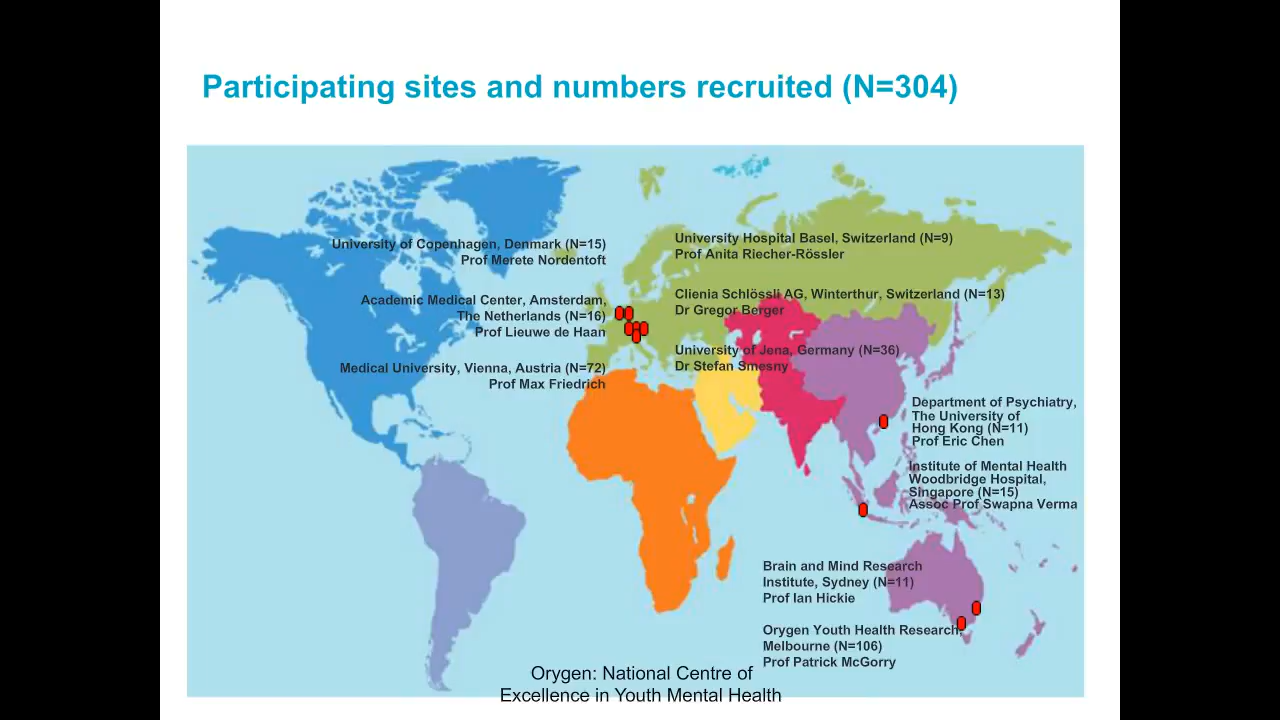 Participating sites and numbers recruited (N=304)
University of Copenhagen, Denmark (N=15)
Prof Merete Nordentoft
Academic Medical Center, Amsterdam,
The Netherlands (N=16)
Prof Lieuwe de Haan
Medical University, Vienna, Austria (N=72)
Prof Max Friedrich
University Hospital Basel, Switzerland (N=9)
Prof Anita Riecher-Rössler
Clienia Schlössli AG, Winterthur, Switzerland (N=13)
Dr Gregor Berger
University of Jena, Germany (N=36)
Dr Stefan Smesny
Department of Psychiatry,
The University of
Hong Kong (N=11)
Prof Eric Chen
Institute of Mental Health
Woodbridge Hospital,
Singapore (N=15)
Assoc Prof Swapna Verma
Brain and Mind Research
Institute, Sydney (N=11)
Prof Ian Hickie
Orygen Youth Health Research,
Melbourne (N=106)
Prof Patrick McGorry
Orygen: National Centre of
Excellence in Youth Mental Health